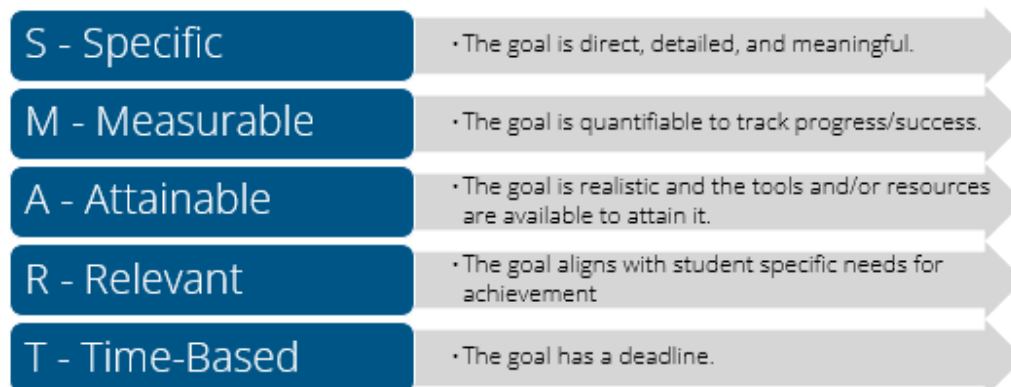 S - Specific
• The goal is direct, detailed, and meaningful.
M - Measurable
• The goal is quantifiable to track progress/success.
A - Attainable
• The goal is realistic and the tools and/or resources
are available to attain it.
R - Relevant
• The goal aligns with student specific needs for
achievement
T - Time-Based
• The goal has a deadline.